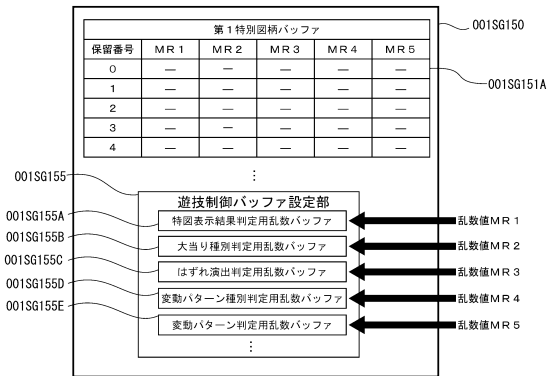 001SG150
第1特別図柄バッファ
保留番号 MR1 MR2 MR3 MR4 MR5
0 — — — — —
1 — — — — —
2 — — — — —
3 — — — — —
4 — — — — —
001SG151A
⋮
001SG155
遊技制御バッファ設定部
001SG155A 特図表示結果判定用乱数バッファ 乱数値MR1
001SG155B 大当り種別判定用乱数バッファ 乱数値MR2
001SG155C はずれ演出判定用乱数バッファ 乱数値MR3
001SG155D 変動パターン種別判定用乱数バッファ 乱数値MR4
001SG155E 変動パターン判定用乱数バッファ 乱数値MR5
⋮